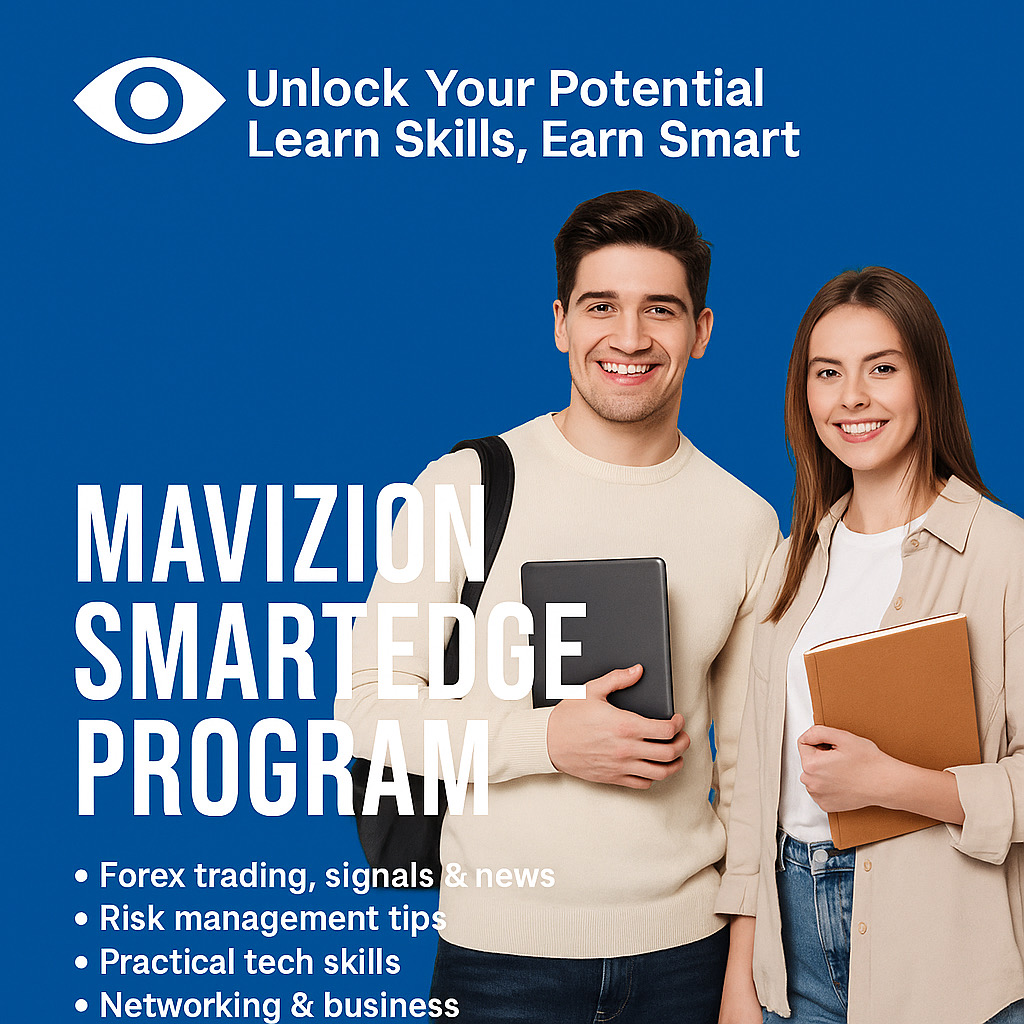 Unlock Your Potential
Learn Skills, Earn Smart
MAVIZION
SMARTEDGE
PROGRAM
• Forex trading, signals & news
• Risk management tips
• Practical tech skills
• Networking & business